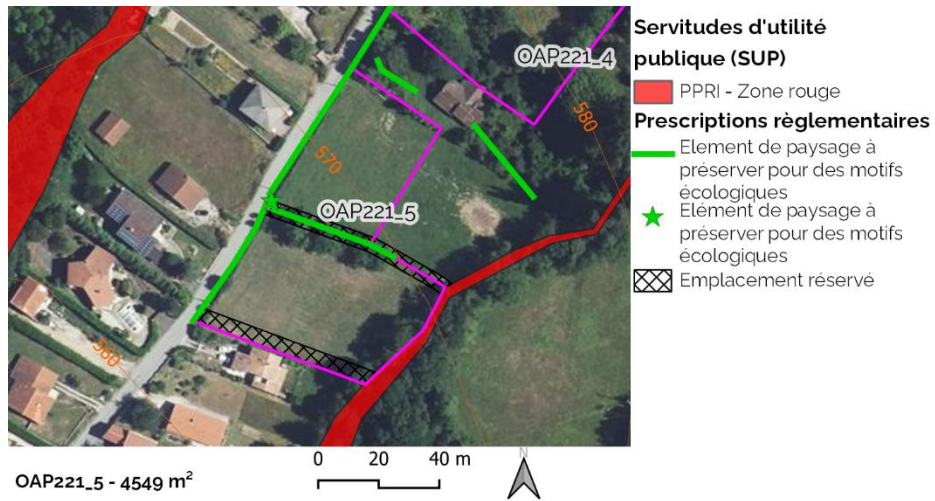 OAP221_4
580
570
OAP221_5
560
Servitudes d'utilité
publique (SUP)
PPRI - Zone rouge
Prescriptions règlementaires
Element de paysage à
préserver pour des motifs
écologiques
Elément de paysage à
préserver pour des motifs
écologiques
Emplacement réservé
OAP221_5 - 4549 m²
0 20 40 m
N